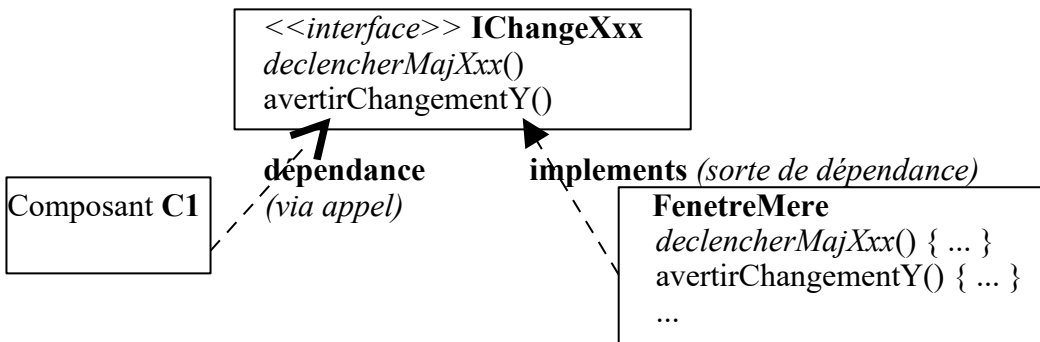 <<interface>> IChangeXxx
declencherMajXxx()
avertirChangementY()
dépendance
(via appel)
implements (sorte de dépendance)
Composant C1
FenetreMere
declencherMajXxx() { ... }
avertirChangementY() { ... }
...